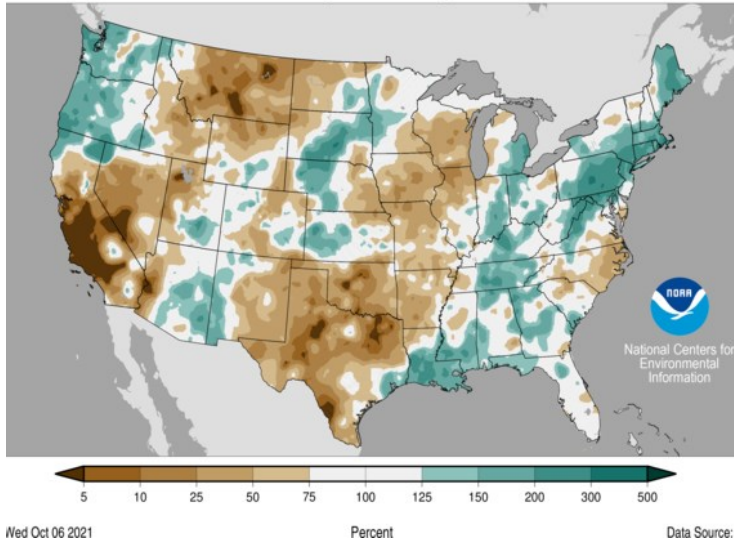 NOAA
National Centers for
Environmental
Information
5 10 25 50 75 100 125 150 200 300 500
Wed Oct 06 2021 Percent Data Source: